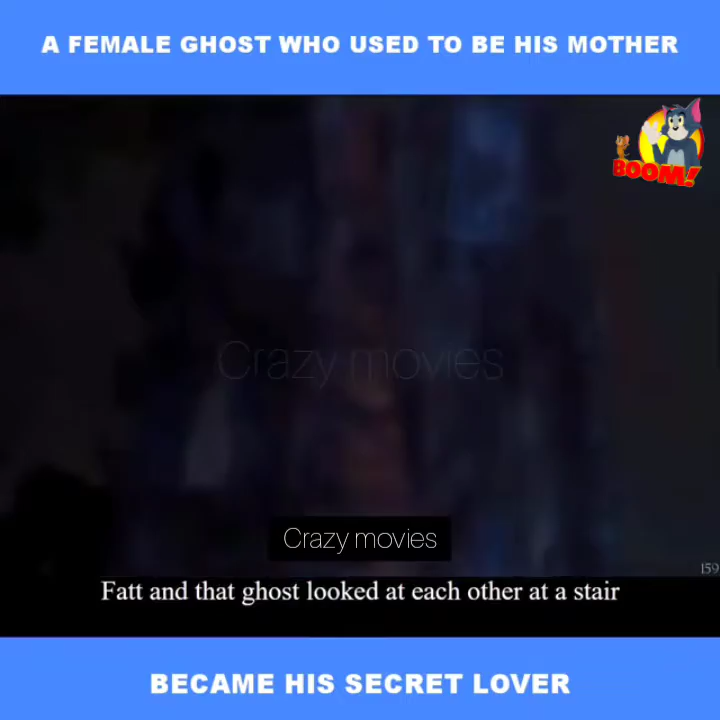 A FEMALE GHOST WHO USED TO BE HIS MOTHER
BOOM!
Crazy movies
Crazy movies
159
Fatt and that ghost looked at each other at a stair
BECAME HIS SECRET LOVER